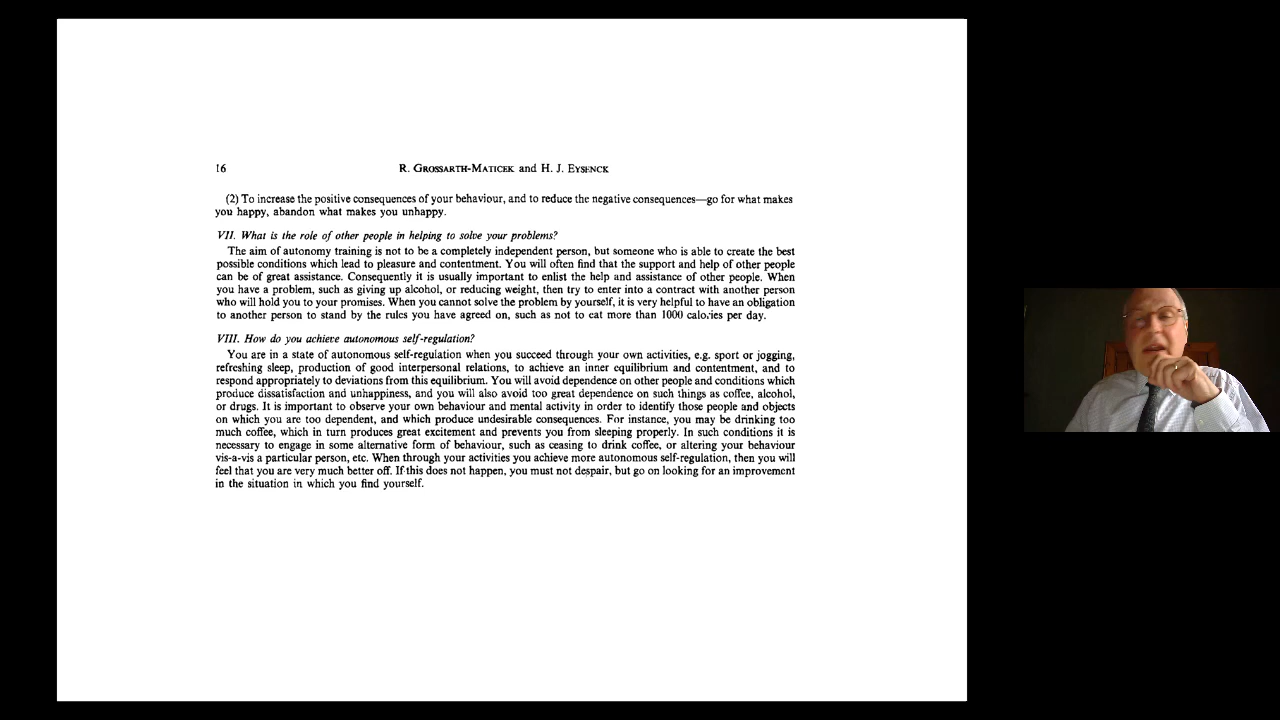 16
R. GROSSARTH-MATICEK and H. J. EYSENCK
(2) To increase the positive consequences of your behaviour, and to reduce the negative consequences—go for what makes
you happy, abandon what makes you unhappy.
VII. What is the role of other people in helping to solve your problems?
The aim of autonomy training is not to be a completely independent person, but someone who is able to create the best
possible conditions which lead to pleasure and contentment. You will often find that the support and help of other people
can be of great assistance. Consequently it is usually important to enlist the help and assistance of other people. When
you have a problem, such as giving up alcohol, or reducing weight, then try to enter into a contract with another person
who will hold you to your promises. When you cannot solve the problem by yourself, it is very helpful to have an obligation
to another person to stand by the rules you have agreed on, such as not to eat more than 1000 calories per day.
VIII. How do you achieve autonomous self-regulation?
You are in a state of autonomous self-regulation when you succeed through your own activities, e.g. sport or jogging,
refreshing sleep, production of good interpersonal relations, to achieve an inner equilibrium and contentment, and to
respond appropriately to deviations from this equilibrium. You will avoid dependence on other people and conditions which
produce dissatisfaction and unhappiness, and you will also avoid too great dependence on such things as coffee, alcohol,
or drugs. It is important to observe your own behaviour and mental activity in order to identify those people and objects
on which you are too dependent, and which produce undesirable consequences. For instance, you may be drinking too
much coffee, which in turn produces great excitement and prevents you from sleeping properly. In such conditions it is
necessary to engage in some alternative form of behaviour, such as ceasing to drink coffee, or altering your behaviour
vis-a-vis a particular person, etc. When through your activities you achieve more autonomous self-regulation, then you will
feel that you are very much better off. If this does not happen, you must not despair, but go on looking for an improvement
in the situation in which you find yourself.